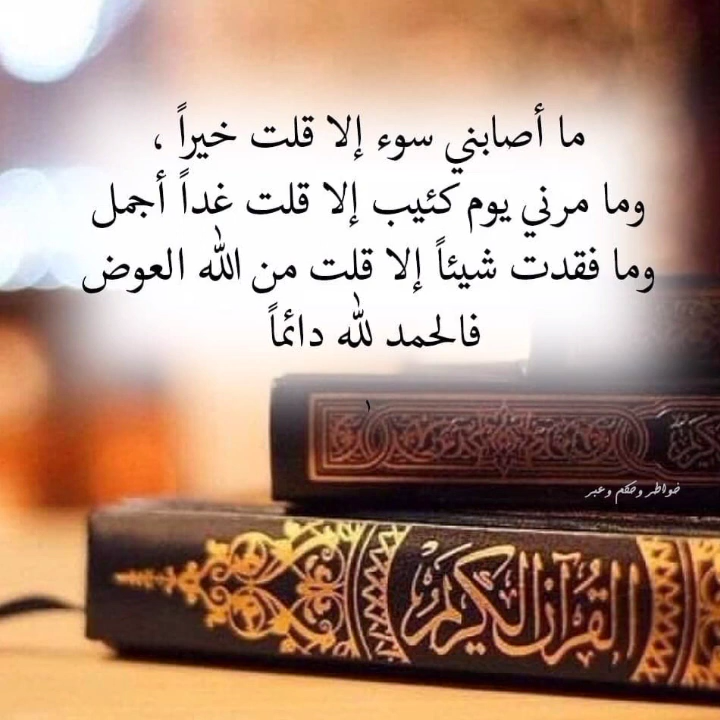 ما أصابني سوء إلا قلت خيراً ،
وما مرني يوم كئيب إلا قلت غداً أجمل
وما فقدت شيئاً إلا قلت من الله العوض
فالحمد لله دائماً
١
خواطر وحكم وعبر
القرآن الكريم